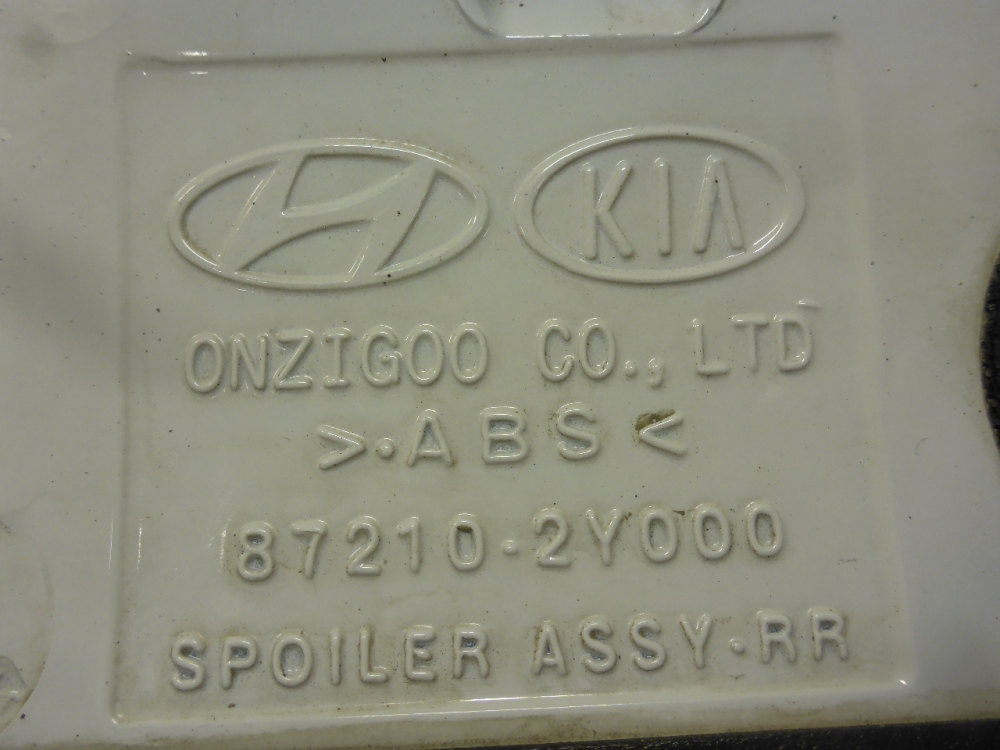 KIA
ONZIGOO CO., LTD
>·ABS<
87210-2Y000
SPOILER ASSY·RR